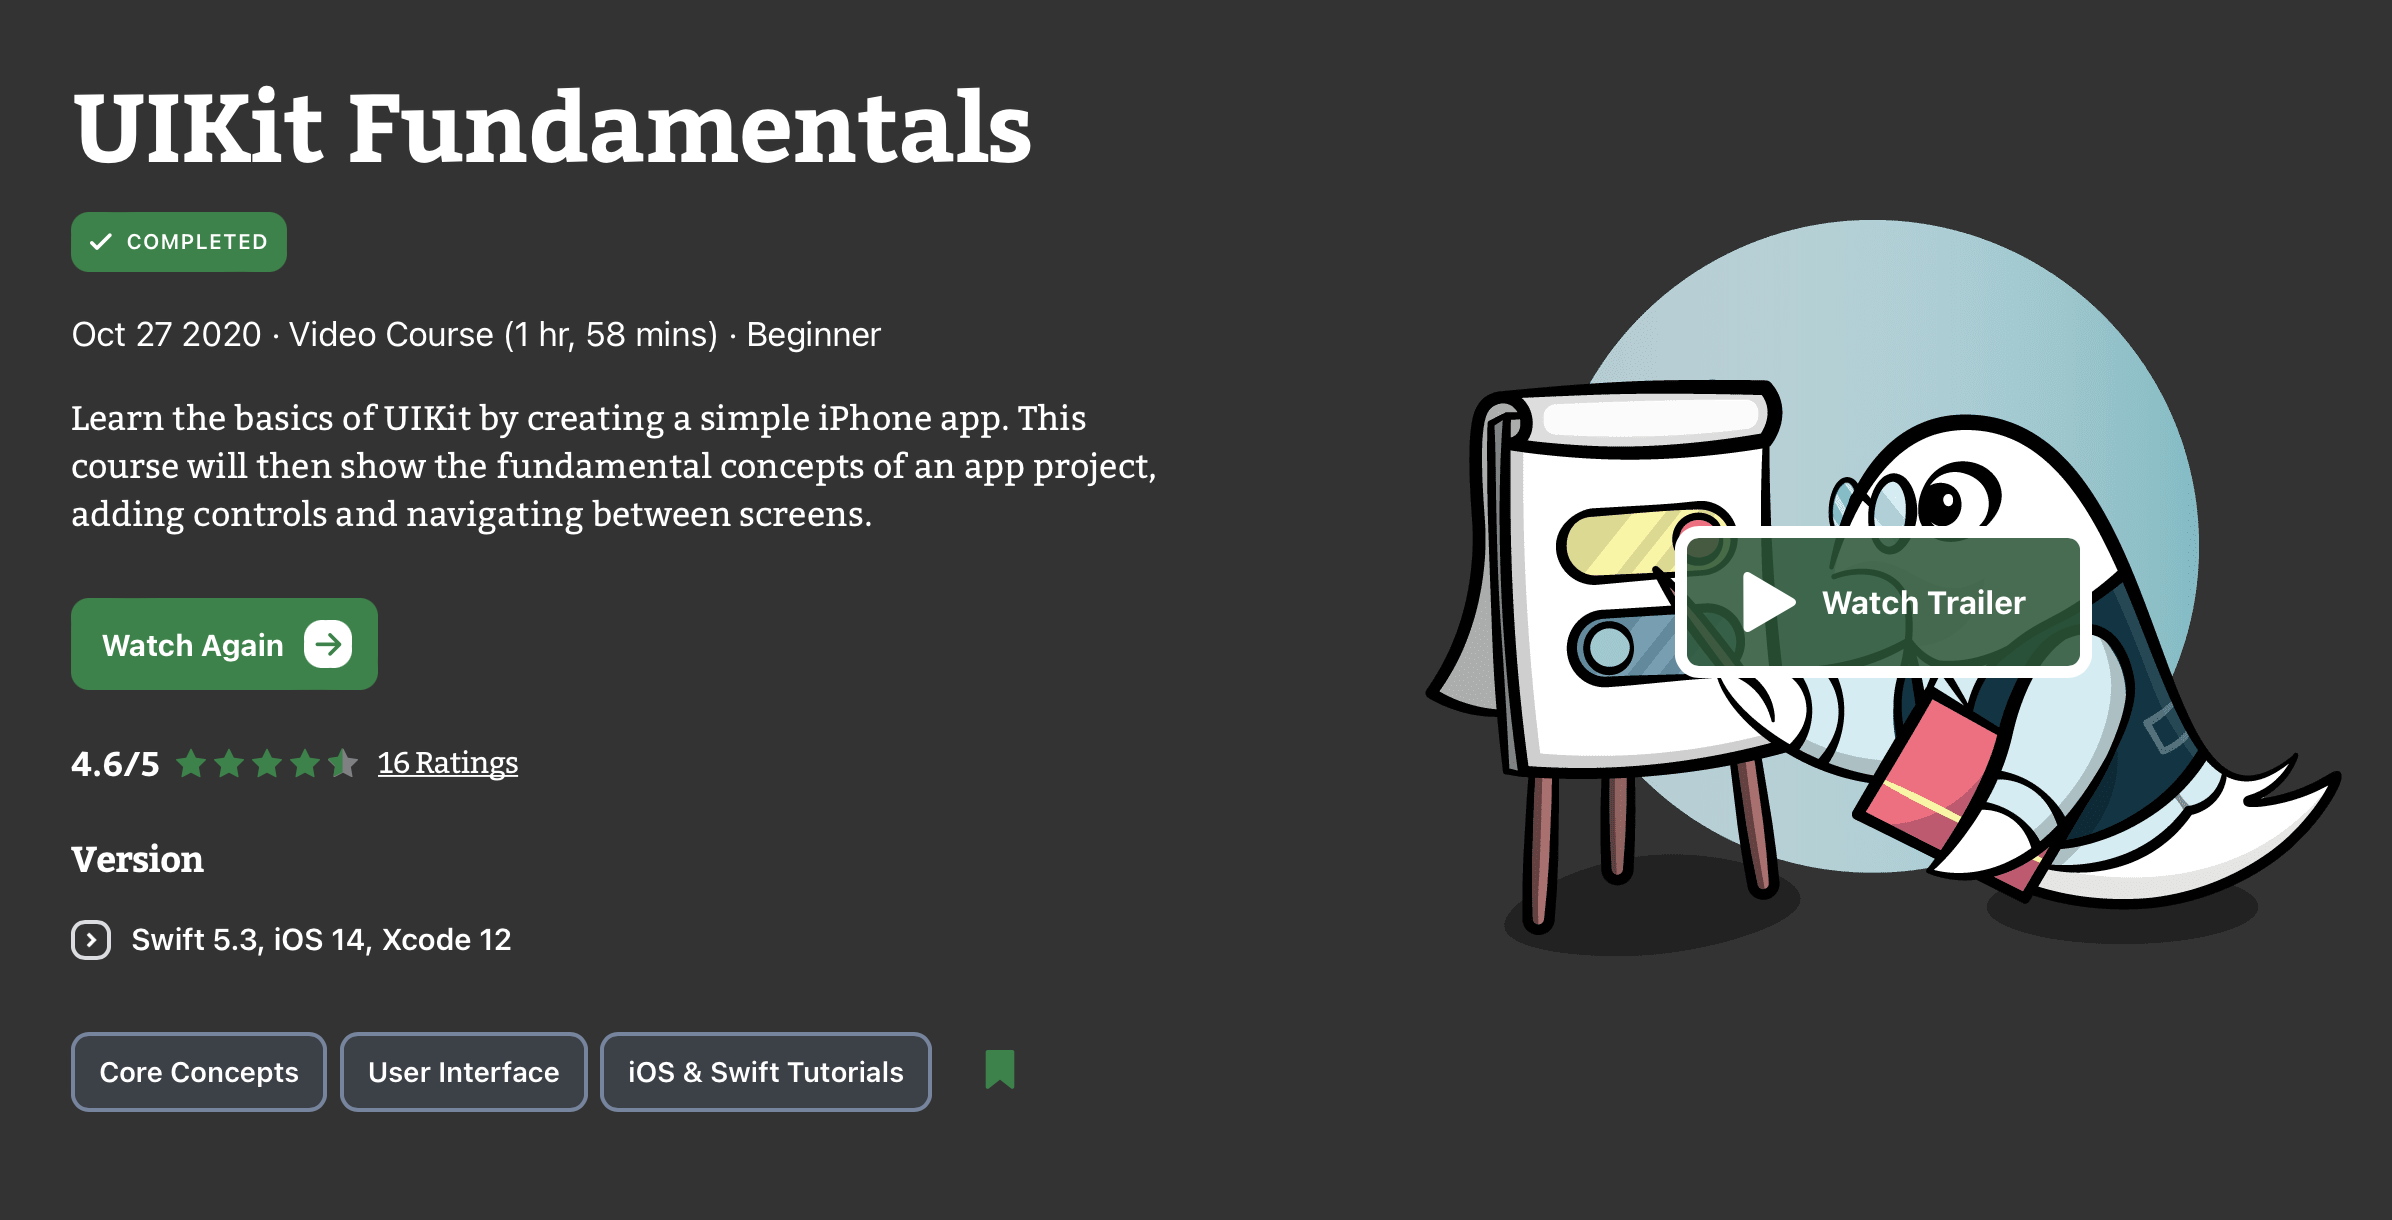 UIKit Fundamentals
COMPLETED
Oct 27 2020 · Video Course (1 hr, 58 mins) · Beginner
Learn the basics of UIKit by creating a simple iPhone app. This
course will then show the fundamental concepts of an app project,
adding controls and navigating between screens.
Watch Again
Watch Trailer
4.6/5 16 Ratings
Version
Swift 5.3, iOS 14, Xcode 12
Core Concepts User Interface iOS & Swift Tutorials